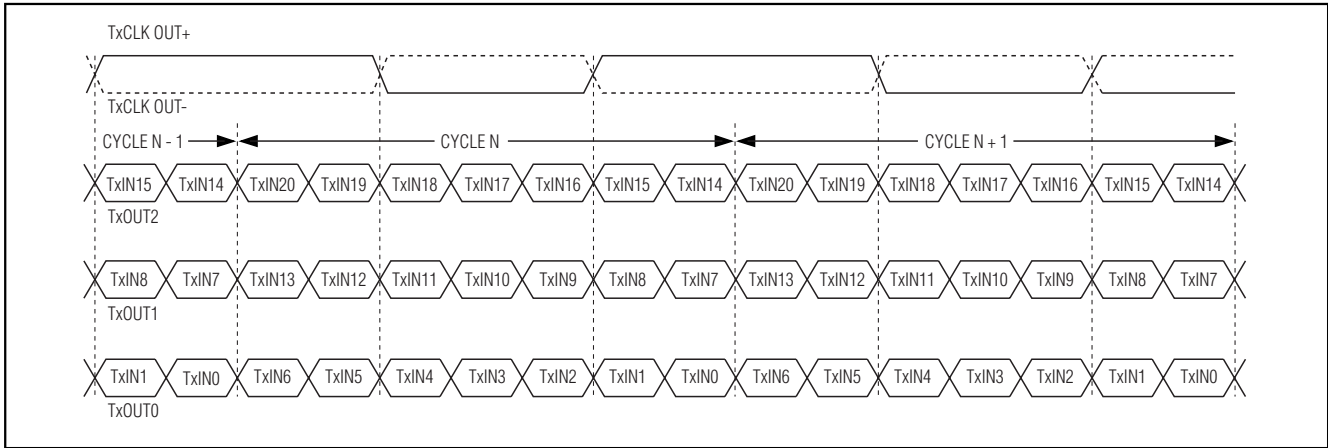 TxCLK OUT+
TxCLK OUT-
CYCLE N - 1 CYCLE N CYCLE N + 1
TxIN15 TxIN14 TxIN20 TxIN19 TxIN18 TxIN17 TxIN16 TxIN15 TxIN14 TxIN20 TxIN19 TxIN18 TxIN17 TxIN16 TxIN15 TxIN14
TxOUT2
TxIN8 TxIN7 TxIN13 TxIN12 TxIN11 TxIN10 TxIN9 TxIN8 TxIN7 TxIN13 TxIN12 TxIN11 TxIN10 TxIN9 TxIN8 TxIN7
TxOUT1
TxIN1 TxIN0 TxIN6 TxIN5 TxIN4 TxIN3 TxIN2 TxIN1 TxIN0 TxIN6 TxIN5 TxIN4 TxIN3 TxIN2 TxIN1 TxIN0
TxOUT0